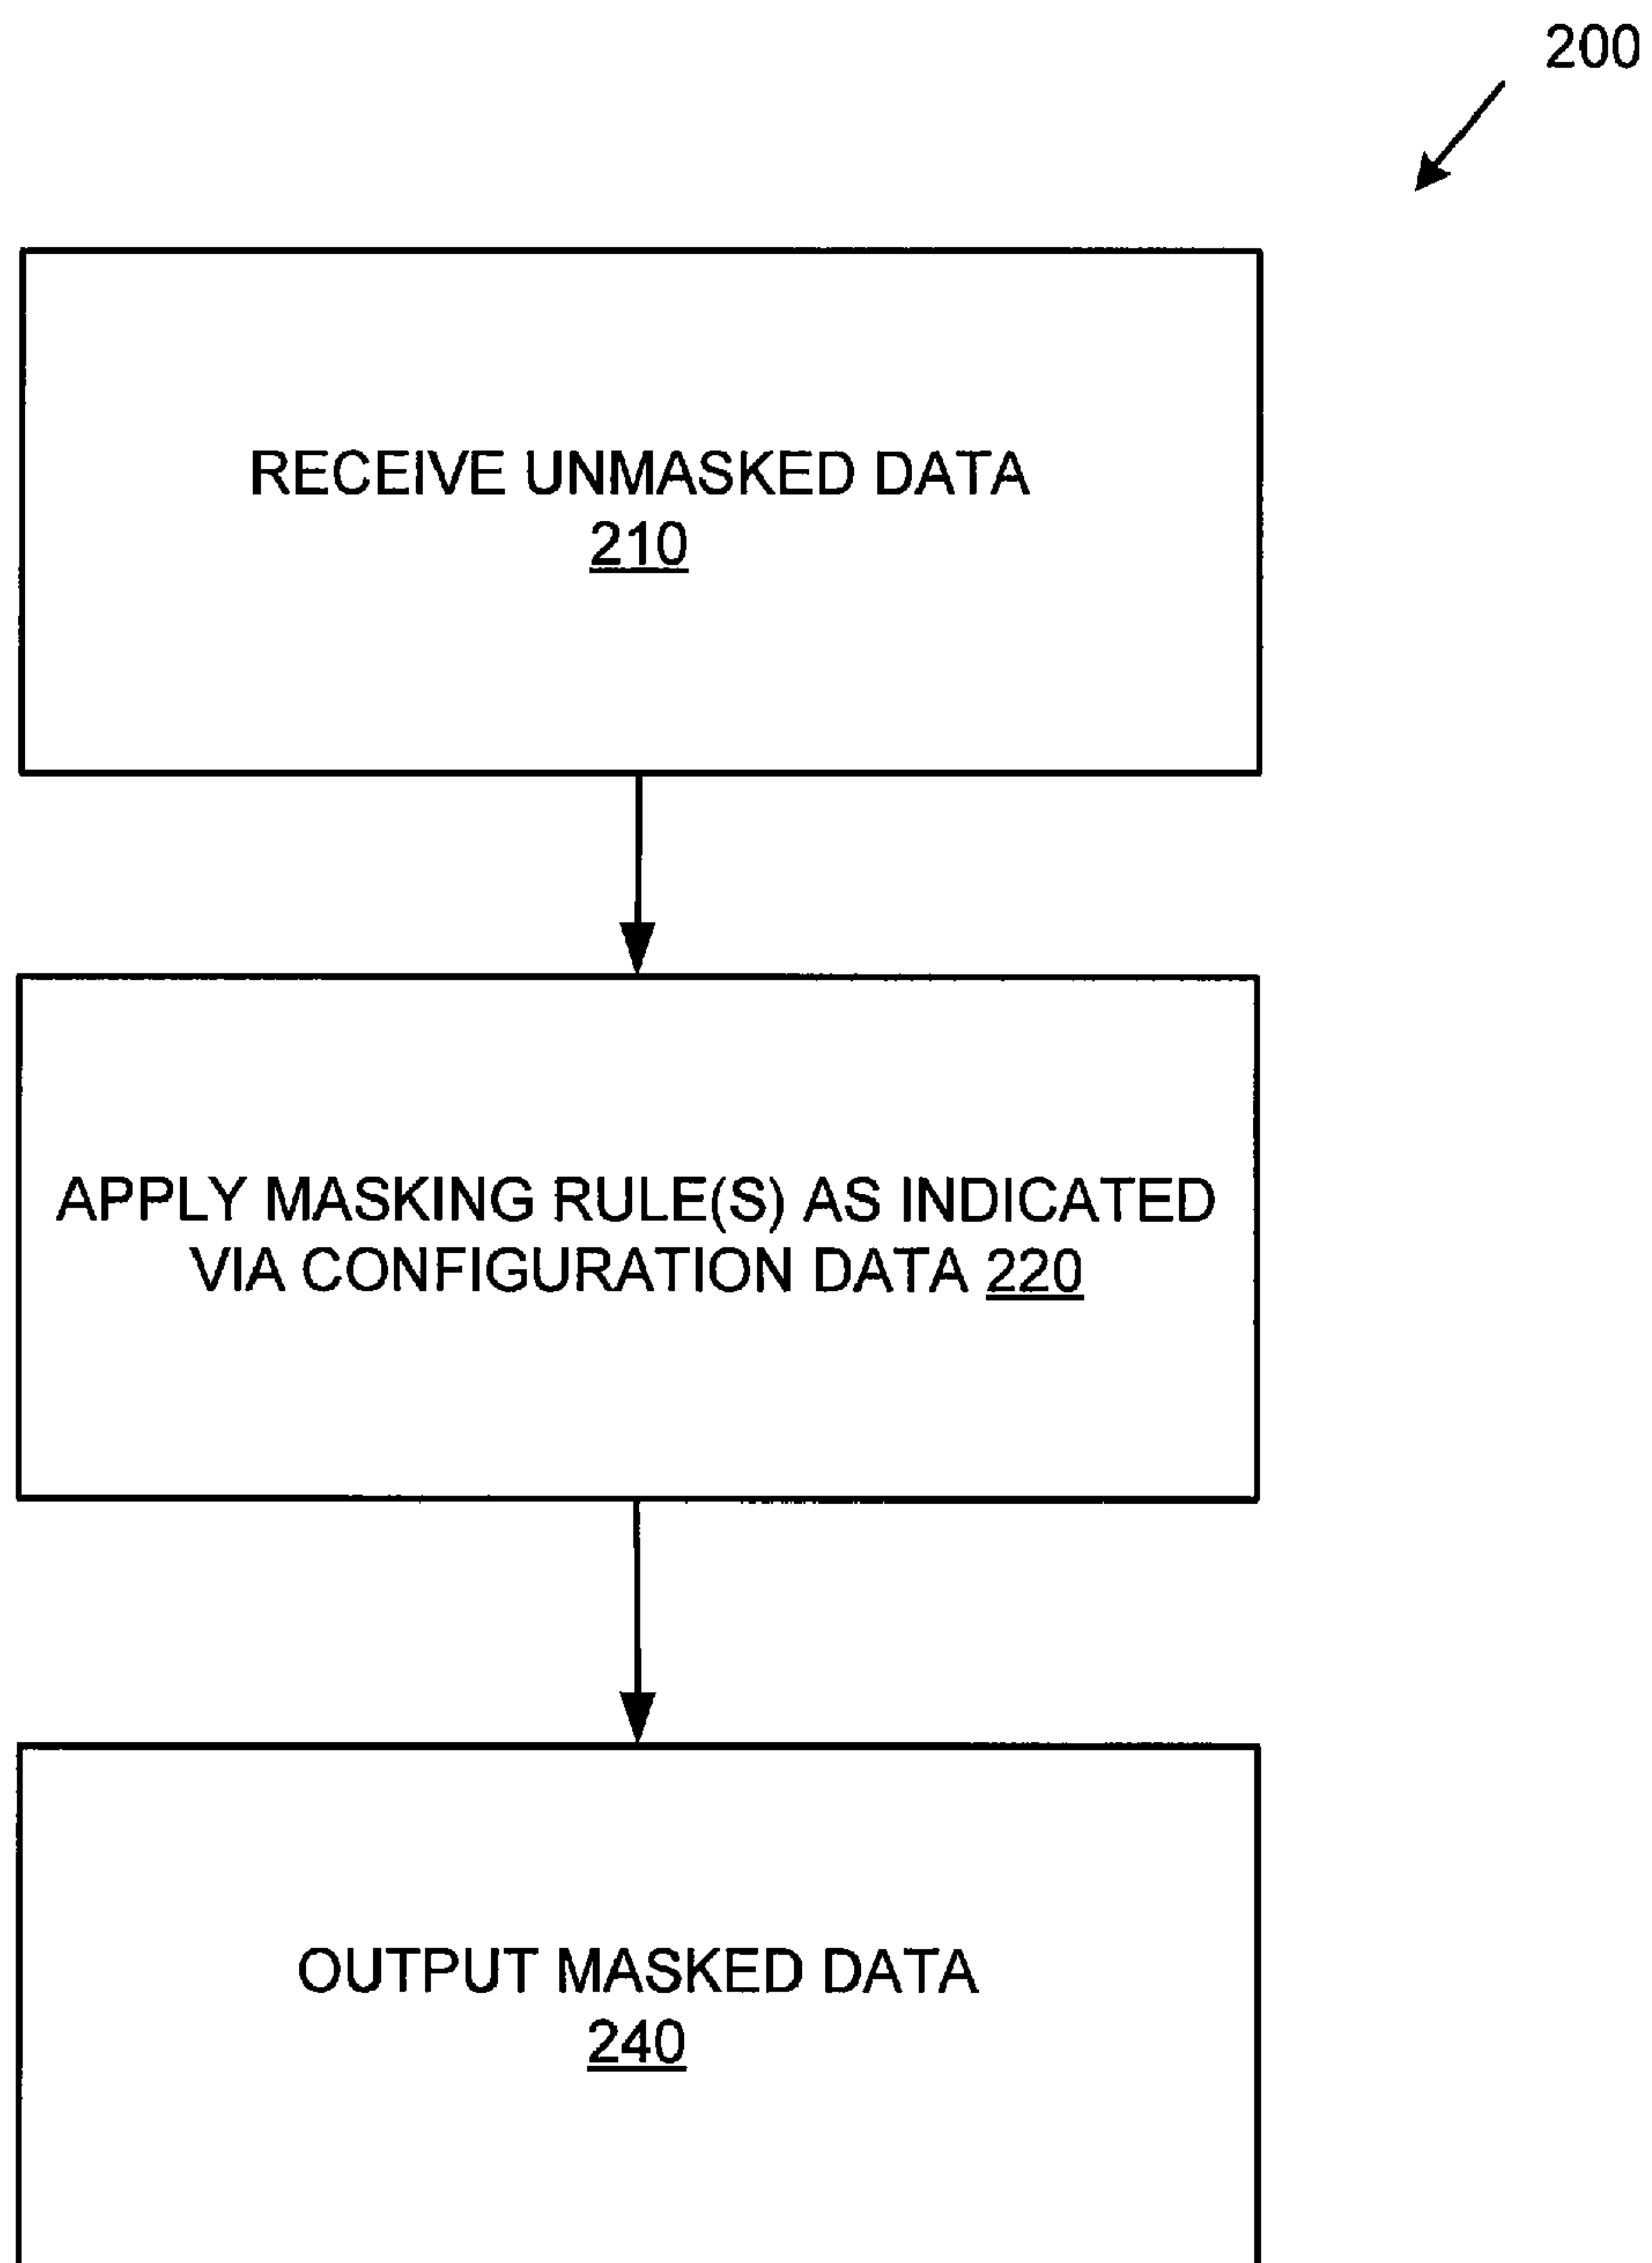 200
RECEIVE UNMASKED DATA
210
APPLY MASKING RULE(S) AS INDICATED
VIA CONFIGURATION DATA 220
OUTPUT MASKED DATA
240